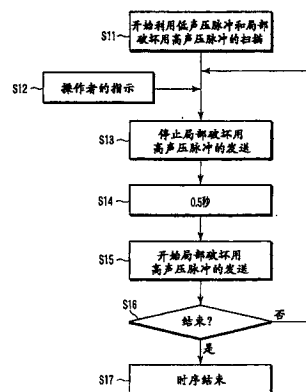 S11
开始利用低声压脉冲和局部
破坏用高声压脉冲的扫描
S12
操作者的指示
S13
停止局部破坏用
高声压脉冲的发送
S14
0.5秒
S15
开始局部破坏用
高声压脉冲的发送
S16
结束?
否
是
S17
时序结束